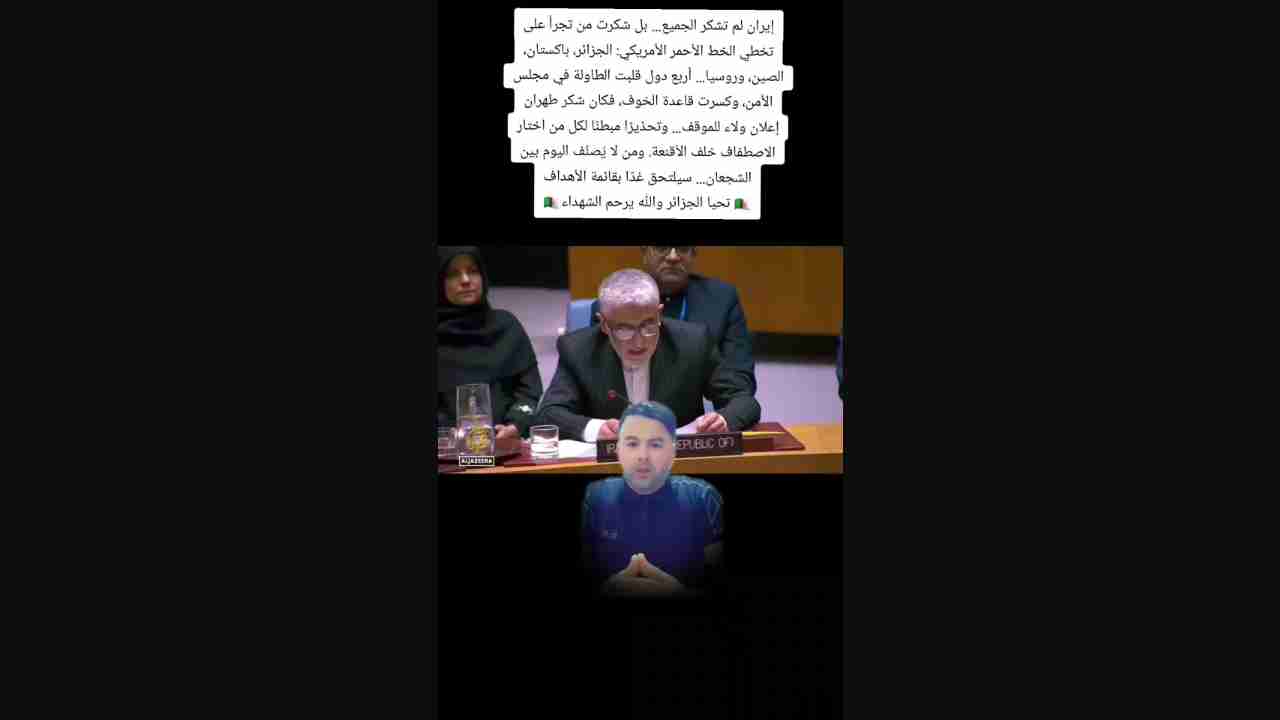 إيران لم تشكر الجميع... بل شكرت من تجرأ على
تخطي الخط الأحمر الأمريكي: الجزائر، باكستان،
الصين، وروسيا... أربع دول قلبت الطاولة في مجلس
الأمن، وكسرت قاعدة الخوف، فكان شكر طهران
إعلان ولاء للموقف... وتحذيرًا مبطنًا لكل من اختار
الاصطفاف خلف الأقنعة. ومن لا يُصنّف اليوم بين
الشجعان... سيلتحق غدًا بقائمة الأهداف
تحيا الجزائر والله يرحم الشهداء
REPUBLIC OF)
ALJAZEERA